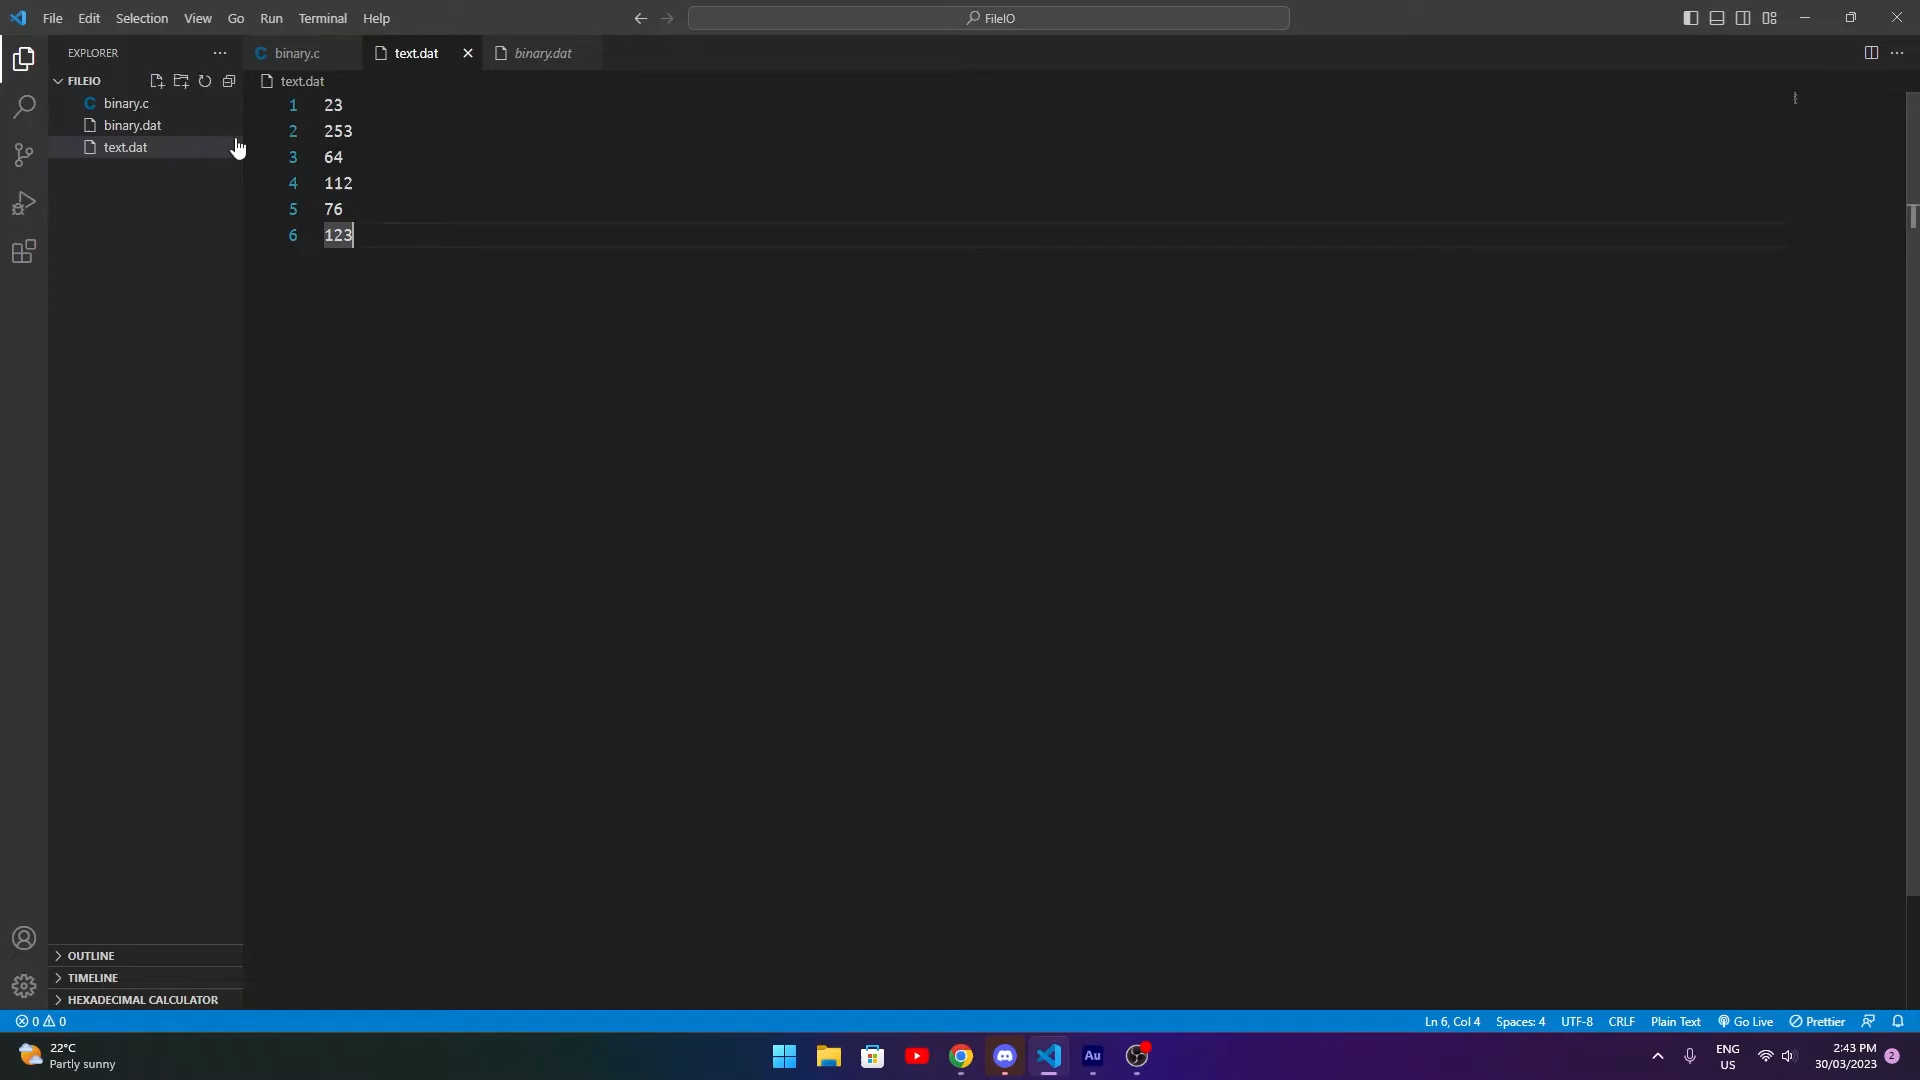 File Edit Selection View Go Run Terminal Help
FileIO
EXPLORER
FILEIO
binary.c
binary.dat
text.dat
OUTLINE
TIMELINE
HEXADECIMAL CALCULATOR
binary.c text.dat binary.dat
text.dat
1 23
2 253
3 64
4 112
5 76
6 123
0 0
Ln 6, Col 4 Spaces: 4 UTF-8 CRLF Plain Text Go Live Prettier
22°C
Partly sunny
Au
ENG
US
2:43 PM
30/03/2023
2